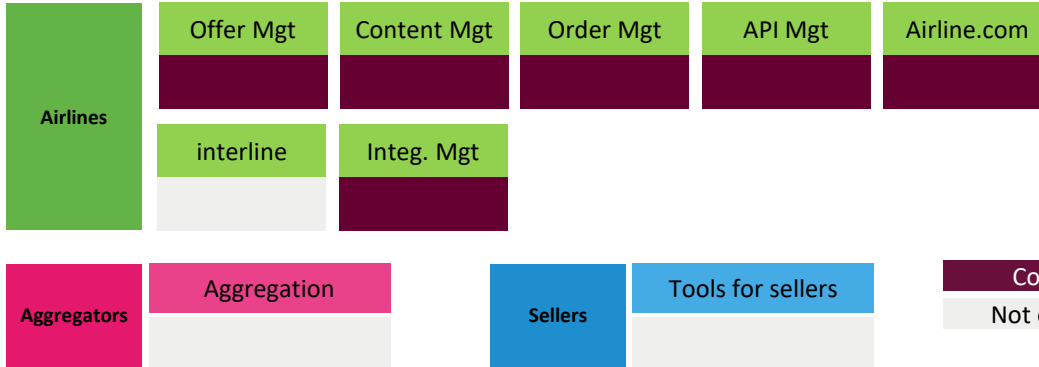 Offer Mgt
Content Mgt
Order Mgt
API Mgt
Airline.com
Airlines
interline
Integ. Mgt
Aggregators
Aggregation
Sellers
Tools for sellers
Not